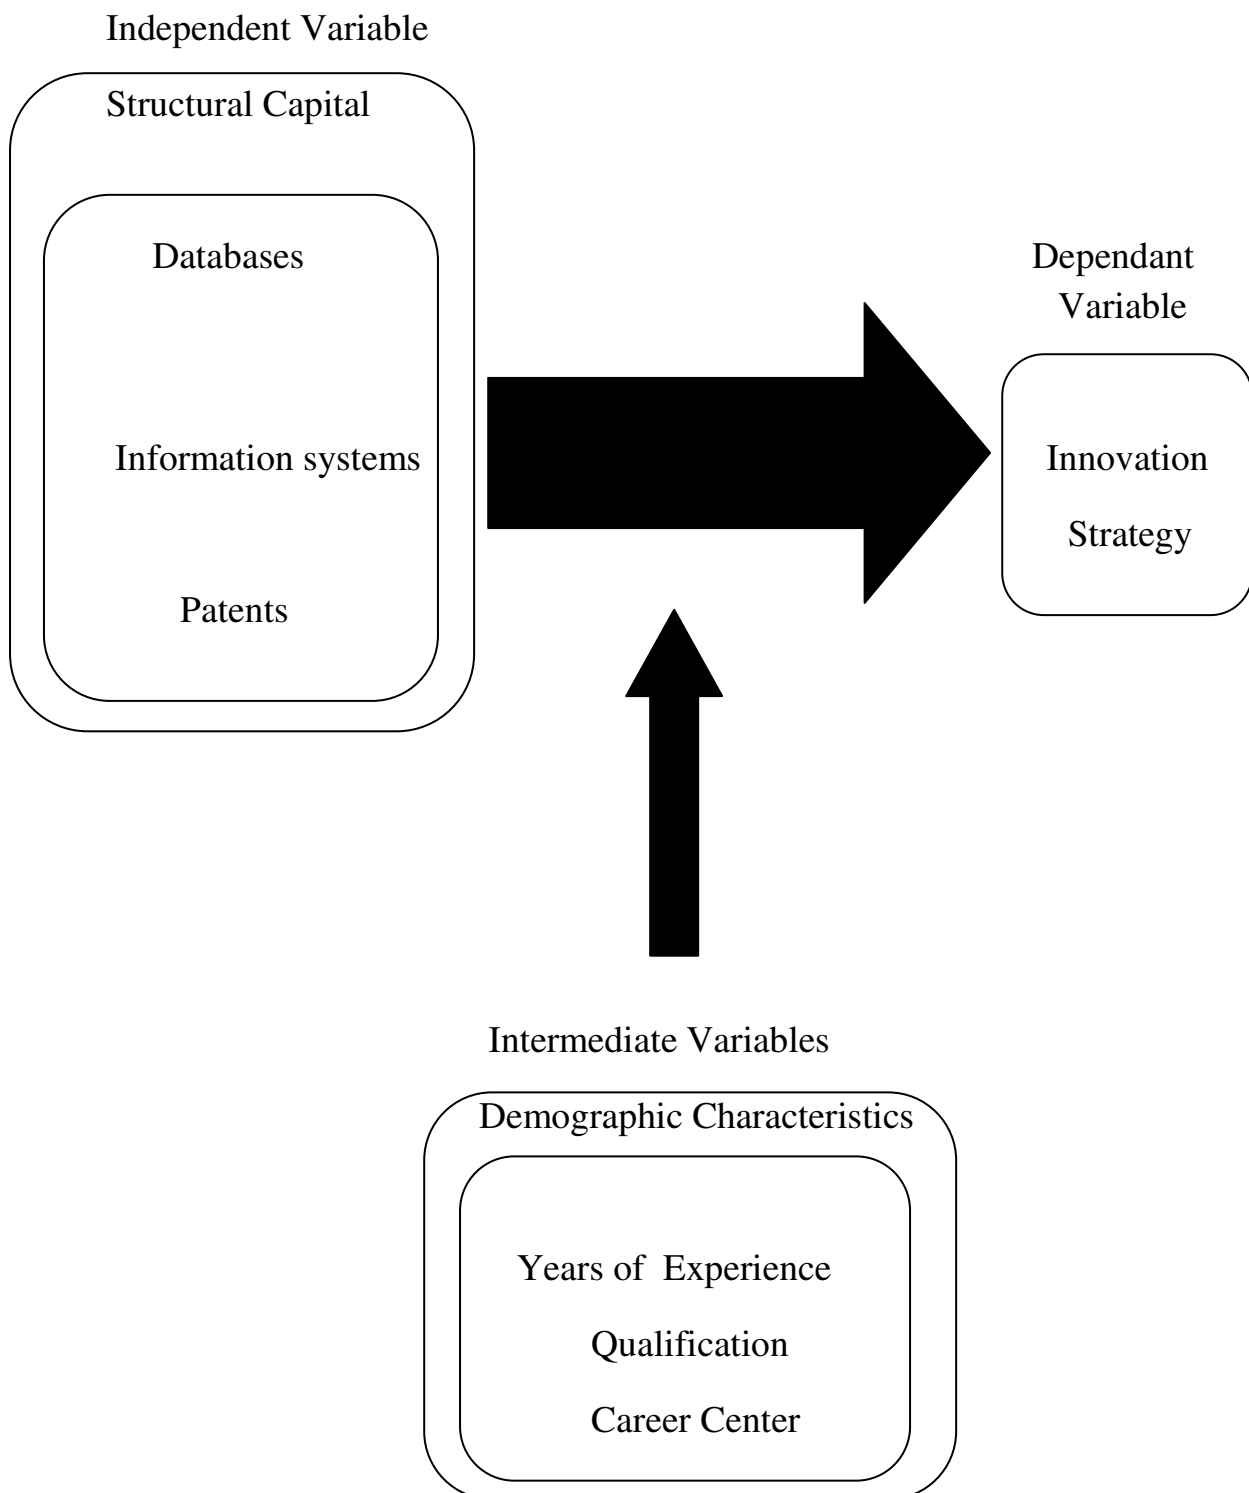 Independent Variable
Structural Capital
Databases
Information systems
Patents
Dependant
Variable
Innovation
Strategy
Intermediate Variables
Demographic Characteristics
Years of  Experience
Qualification
Career Center